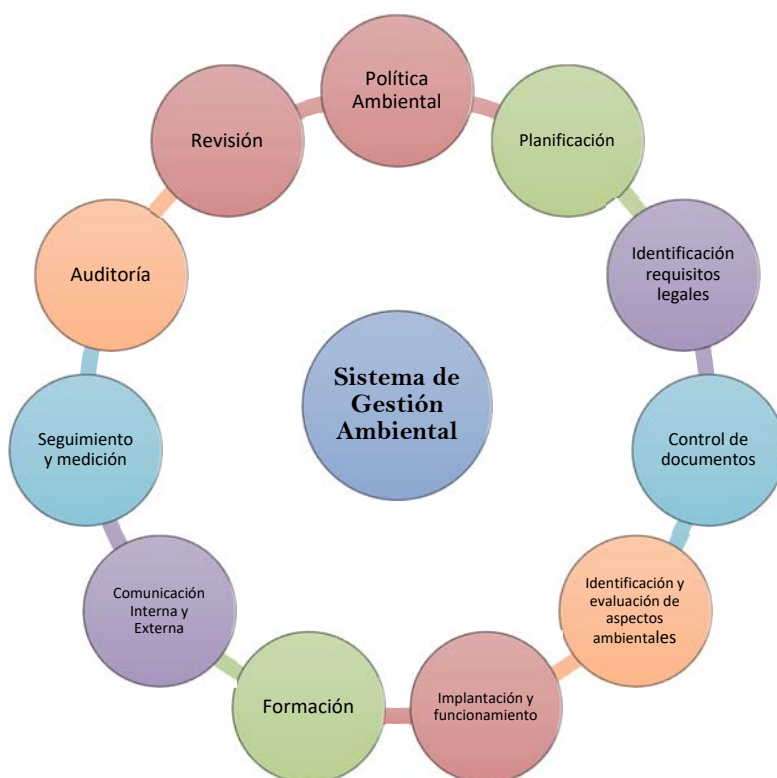 Política
Ambiental
Planificación
Identificación
requisitos
legales
Control de
documentos
Identificación y
evaluación de
aspectos
ambientales
Implantación y
funcionamiento
Formación
Comunicación
Interna y
Externa
Seguimiento
y medición
Auditoría
Revisión
Sistema de
Gestión
Ambiental